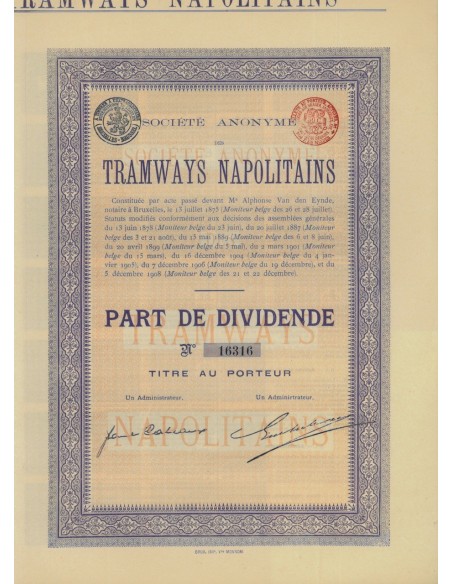 TRAMWAYS NAPOLITAINS
SOCIÉTÉ ANONYME
DES
TRAMWAYS NAPOLITAINS
Constituée par acte passé devant Me Alphonse Van den Eynde,
notaire à Bruxelles, le 15 juillet 1875 (Moniteur belge des 26 et 28 juillet);
Statuts modifiés conformément aux décisions des assemblées générales
du 15 juin 1878 (Moniteur belge du 23 juin), du 20 juillet 1887 (Moniteur
belge des 3 et 21 août), du 15 mai 1889 (Moniteur belge des 6 et 8 juin),
du 20 avril 1899 (Moniteur belge du 5 mai), du 2 mars 1901 (Moniteur
belge du 15 mars), du 16 décembre 1904 (Moniteur belge du 4 jan-
vier 1905), du 7 décembre 1906 (Moniteur belge du 19 décembre), et du
5 décembre 1908 (Moniteur belge des 21 et 22 décembre).
PART DE DIVIDENDE
TRAMWAYS
No 16316
TITRE AU PORTEUR
Un Administrateur. Un Administrateur.
NAPOLITAINS